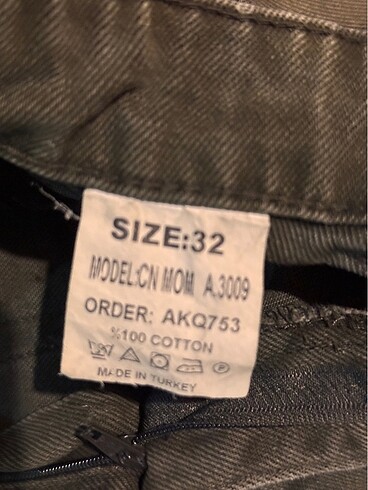 SIZE:32
MODEL:CN MOM A.3009
ORDER: AKQ753
%100 COTTON
P
MADE IN TURKEY